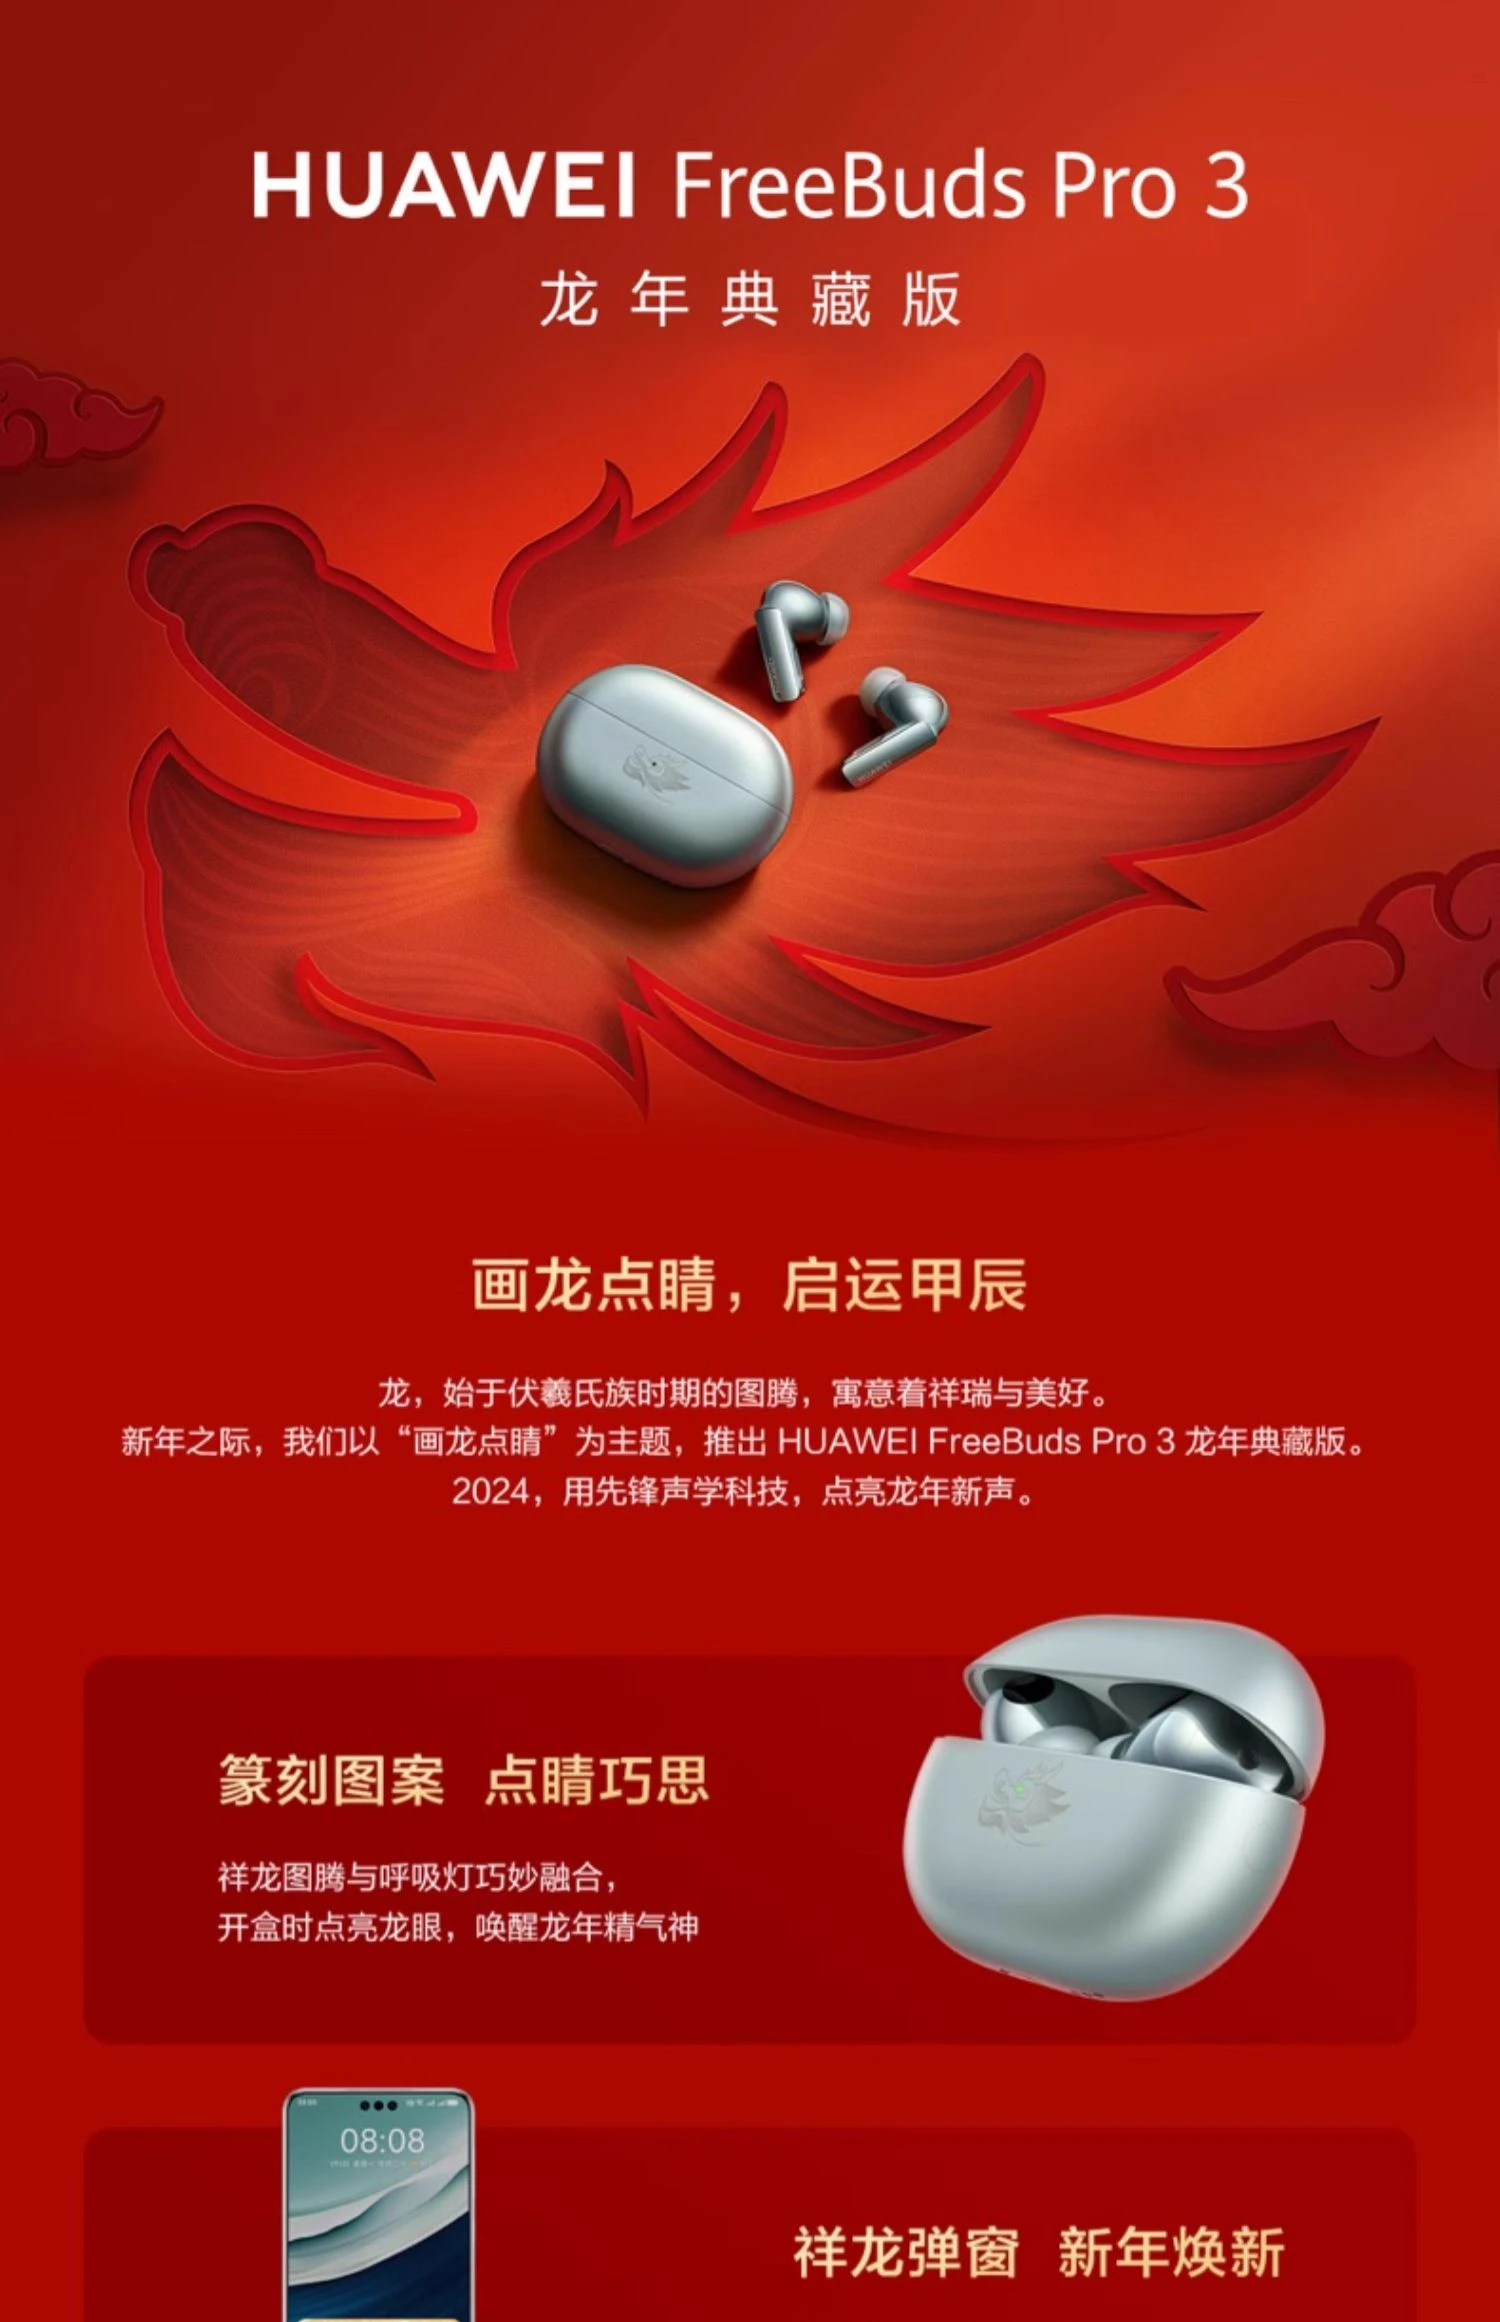 HUAWEI FreeBuds Pro 3
龙年典藏版
HUAWEI
画龙点睛，启运甲辰
龙，始于伏羲氏族时期的图腾，寓意着祥瑞与美好。
新年之际，我们以“画龙点睛”为主题，推出 HUAWEI FreeBuds Pro 3 龙年典藏版。
2024，用先锋声学科技，点亮龙年新声。
篆刻图案 点睛巧思
祥龙图腾与呼吸灯巧妙融合，
开盒时点亮龙眼，唤醒龙年精气神
08:08
祥龙弹窗 新年焕新